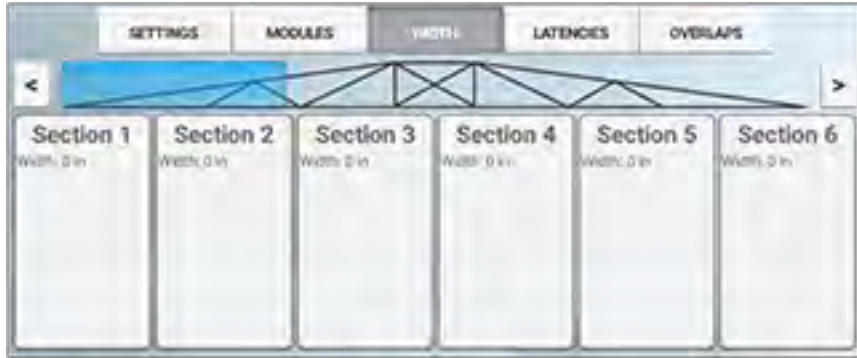 SETTINGS MODULES WIDTH LATENCIES OVERLAPS
< >
Section 1 Section 2 Section 3 Section 4 Section 5 Section 6
Width: 0 in Width: 0 in Width: 0 in Width: 0 in Width: 0 in Width: 0 in